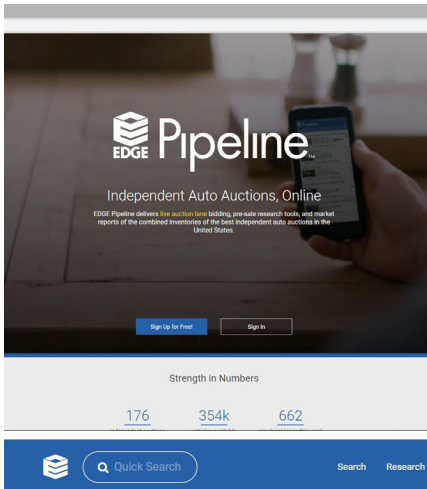 EDGE
Pipeline
Independent Auto Auctions, Online
EDGE Pipeline delivers live auction lane bidding, pre-sale research tools, and market
reports of the combined inventories of the best independent auto auctions in the
United States.
Sign Up for Free! Sign In
Strength in Numbers
176 354k 662
Quick Search Search Research